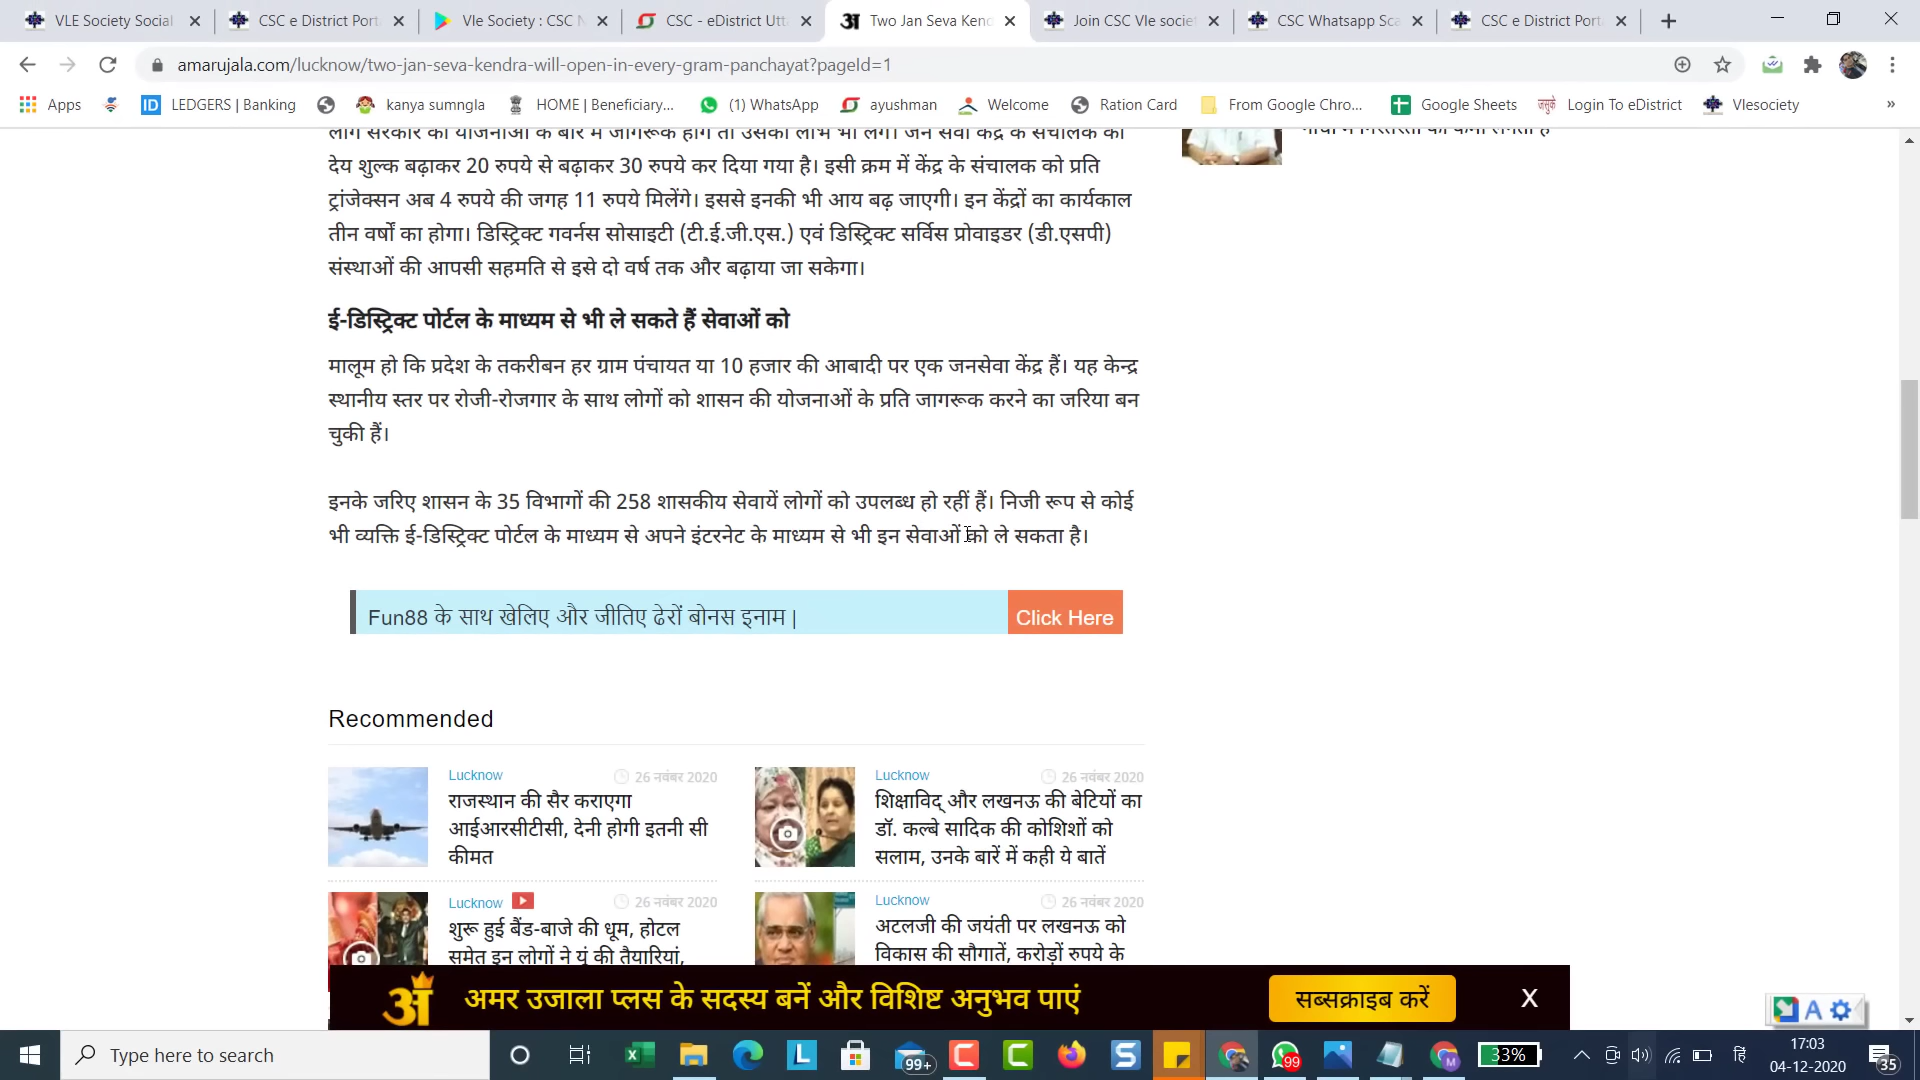 VLE Society Social
CSC e District Port
Vle Society : CSC N
CSC - eDistrict Utt
Two Jan Seva Kend
Join CSC Vle socie
CSC Whatsapp Sca
CSC e District Port
amarujala.com/lucknow/two-jan-seva-kendra-will-open-in-every-gram-panchayat?pageId=1
Apps
LEDGERS | Banking
kanya sumngla
HOME | Beneficiary...
(1) WhatsApp
ayushman
Welcome
Ration Card
From Google Chro...
Google Sheets
Login To eDistrict
Vlesociety
»
लोग सरकार की योजनाओं के बारे में जागरूक होंगे तो उसका लाभ भी लेंगे। जन सेवा केंद्र के संचालक का
देय शुल्क बढ़ाकर 20 रुपये से बढ़ाकर 30 रुपये कर दिया गया है। इसी क्रम में केंद्र के संचालक को प्रति
ट्रांजेक्सन अब 4 रुपये की जगह 11 रुपये मिलेंगे। इससे इनकी भी आय बढ़ जाएगी। इन केंद्रों का कार्यकाल
तीन वर्षों का होगा। डिस्ट्रिक्ट गवर्नस सोसाइटी (टी.ई.जी.एस.) एवं डिस्ट्रिक्ट सर्विस प्रोवाइडर (डी.एसपी)
संस्थाओं की आपसी सहमति से इसे दो वर्ष तक और बढ़ाया जा सकेगा।
ई-डिस्ट्रिक्ट पोर्टल के माध्यम से भी ले सकते हैं सेवाओं को
मालूम हो कि प्रदेश के तकरीबन हर ग्राम पंचायत या 10 हजार की आबादी पर एक जनसेवा केंद्र हैं। यह केन्द्र
स्थानीय स्तर पर रोजी-रोजगार के साथ लोगों को शासन की योजनाओं के प्रति जागरूक करने का जरिया बन
चुकी हैं।
इनके जरिए शासन के 35 विभागों की 258 शासकीय सेवायें लोगों को उपलब्ध हो रहीं हैं। निजी रूप से कोई
भी व्यक्ति ई-डिस्ट्रिक्ट पोर्टल के माध्यम से अपने इंटरनेट के माध्यम से भी इन सेवाओं को ले सकता है।
Fun88 के साथ खेलिए और जीतिए ढेरों बोनस इनाम |
Click Here
Recommended
Lucknow
26 नवंबर 2020
राजस्थान की सैर कराएगा
आईआरसीटीसी, देनी होगी इतनी सी
कीमत
Lucknow
26 नवंबर 2020
शिक्षाविद् और लखनऊ की बेटियों का
डॉ. कल्बे सादिक की कोशिशों को
सलाम, उनके बारें में कही ये बातें
Lucknow
26 नवंबर 2020
शुरू हुई बैंड-बाजे की धूम, होटल
समेत इन लोगों ने यूं की तैयारियां,
Lucknow
26 नवंबर 2020
अटलजी की जयंती पर लखनऊ को
विकास की सौगातें, करोड़ों रुपये के
अ अमर उजाला प्लस के सदस्य बनें और विशिष्ट अनुभव पाएं
सब्सक्राइब करें
X
A
Type here to search
99+
99
33%
हिं
17:03
04-12-2020
35